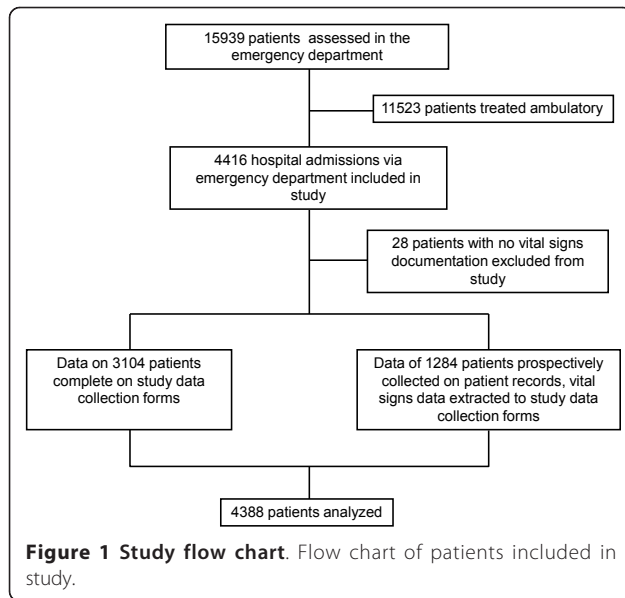 15939 patients assessed in the
emergency department
11523 patients treated ambulatory
4416 hospital admissions via
emergency department included in
study
28 patients with no vital signs
documentation excluded from
study
Data on 3104 patients
complete on study data
collection forms
Data of 1284 patients prospectively
collected on patient records, vital
signs data extracted to study data
collection forms
4388 patients analyzed
Figure 1 Study flow chart. Flow chart of patients included in
study.